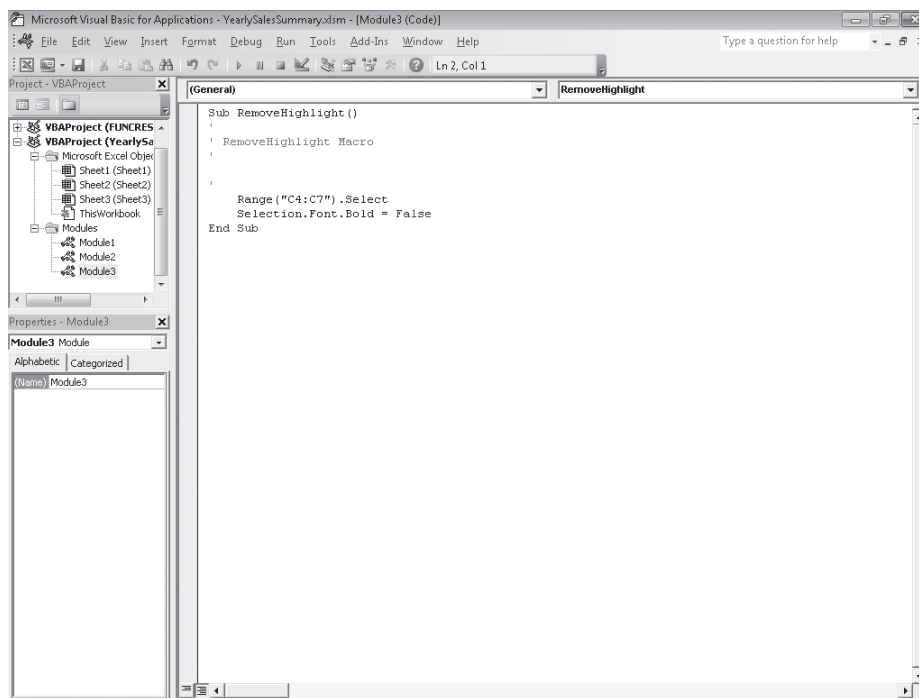 Microsoft Visual Basic for Applications - YearlySalesSummary.xlsm - [Module3 (Code)]
File Edit View Insert Format Debug Run Tools Add-Ins Window Help
Type a question for help
Ln 2, Col 1
Project - VBAProject
VBAProject (FUNCRES
VBAProject (YearlySa
Microsoft Excel Objec
Sheet1 (Sheet1)
Sheet2 (Sheet2)
Sheet3 (Sheet3)
ThisWorkbook
Modules
Module1
Module2
Module3
Properties - Module3
Module3 Module
Alphabetic Categorized
(Name) Module3
(General)
RemoveHighlight
Sub RemoveHighlight()
'
' RemoveHighlight Macro
'
'
Range("C4:C7").Select
Selection.Font.Bold = False
End Sub